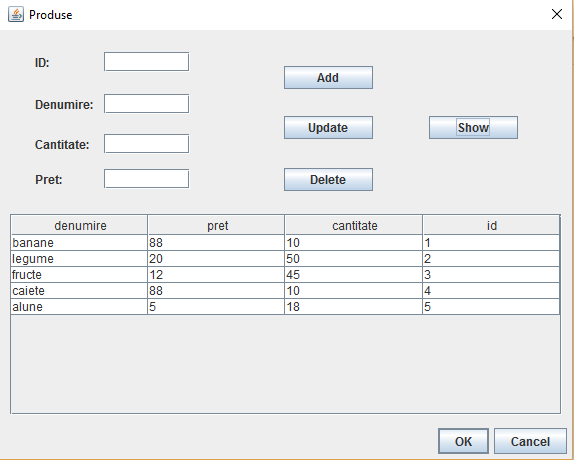 Produse
ID:
Add
Denumire:
Cantitate:
Update
Show
Pret:
Delete
denumire pret cantitate id
banane 88 10 1
legume 20 50 2
fructe 12 45 3
caiete 88 10 4
alune 5 18 5
OK Cancel